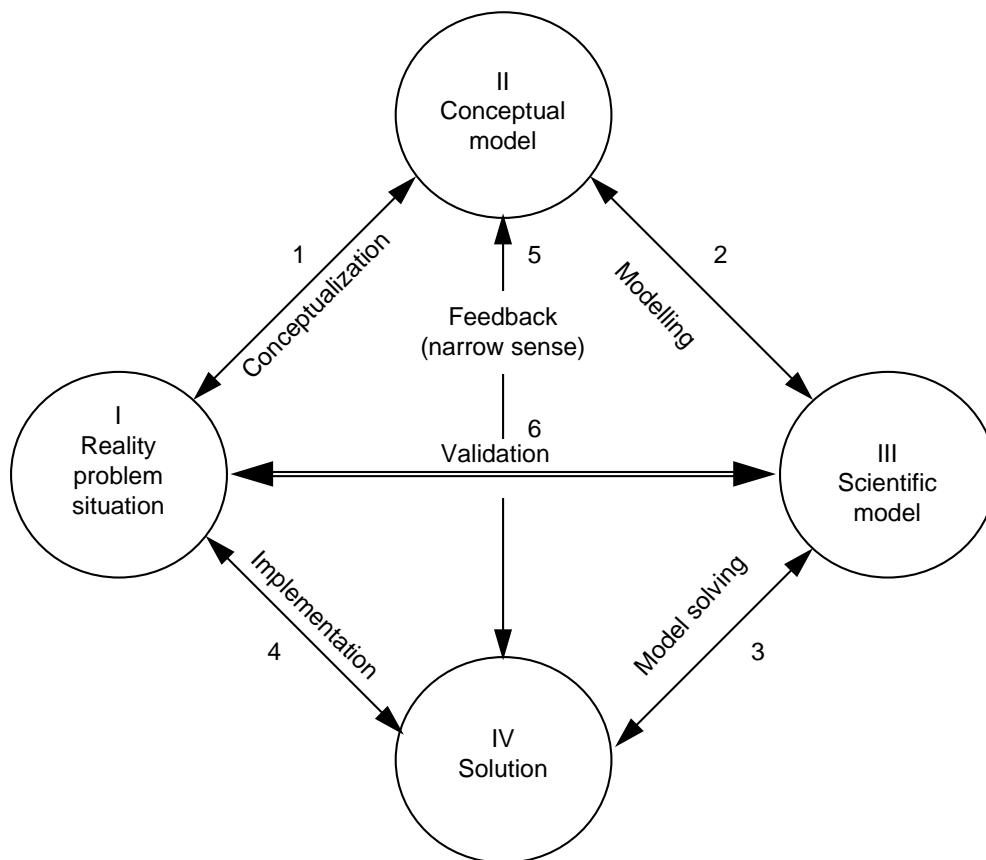 II
Conceptual
model
1
Conceptualization
5
2
Modelling
Feedback
(narrow sense)
I
Reality
problem
situation
6
Validation
III
Scientific
model
Implementation
4
Model solving
3
IV
Solution